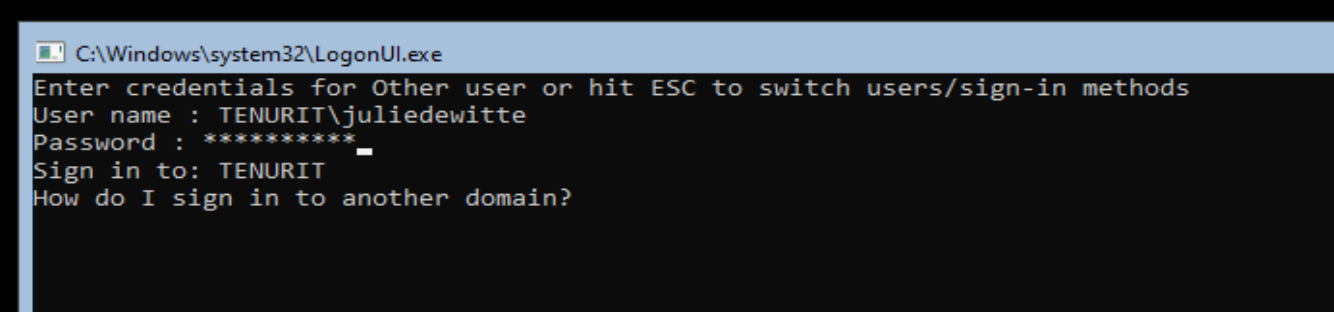 C:\Windows\system32\LogonUI.exe
Enter credentials for Other user or hit ESC to switch users/sign-in methods
User name : TENURIT\juliedewitte
Password : **********
Sign in to: TENURIT
How do I sign in to another domain?